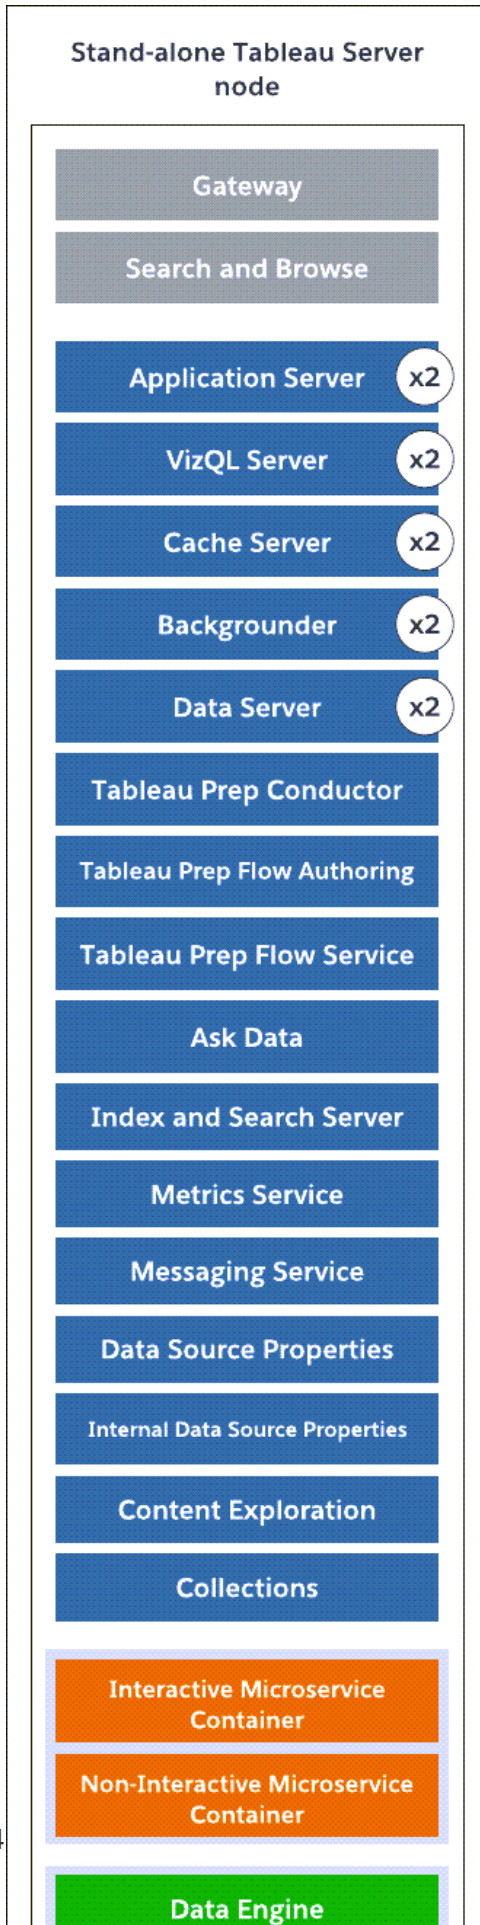 Stand-alone Tableau Server
node
Gateway
Search and Browse
Application Server x2
VizQL Server x2
Cache Server x2
Backgrounder x2
Data Server x2
Tableau Prep Conductor
Tableau Prep Flow Authoring
Tableau Prep Flow Service
Ask Data
Index and Search Server
Metrics Service
Messaging Service
Data Source Properties
Internal Data Source Properties
Content Exploration
Collections
Interactive Microservice
Container
Non-Interactive Microservice
Container
Data Engine